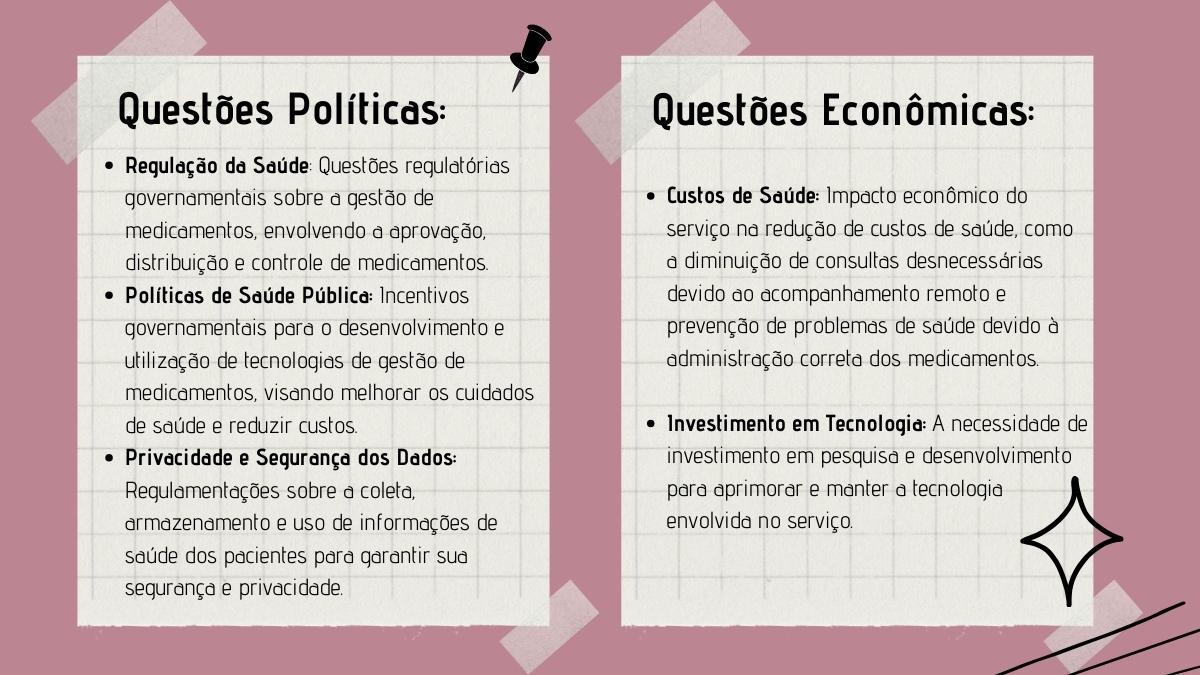 Questões Políticas:
• Regulação da Saúde: Questões regulatórias
governamentais sobre a gestão de
medicamentos, envolvendo a aprovação,
distribuição e controle de medicamentos.
• Políticas de Saúde Pública: Incentivos
governamentais para o desenvolvimento e
utilização de tecnologias de gestão de
medicamentos, visando melhorar os cuidados
de saúde e reduzir custos.
• Privacidade e Segurança dos Dados:
Regulamentações sobre a coleta,
armazenamento e uso de informações de
saúde dos pacientes para garantir sua
segurança e privacidade.
Questões Econômicas:
• Custos de Saúde: Impacto econômico do
serviço na redução de custos de saúde, como
a diminuição de consultas desnecessárias
devido ao acompanhamento remoto e
prevenção de problemas de saúde devido à
administração correta dos medicamentos.
• Investimento em Tecnologia: A necessidade de
investimento em pesquisa e desenvolvimento
para aprimorar e manter a tecnologia
envolvida no serviço.